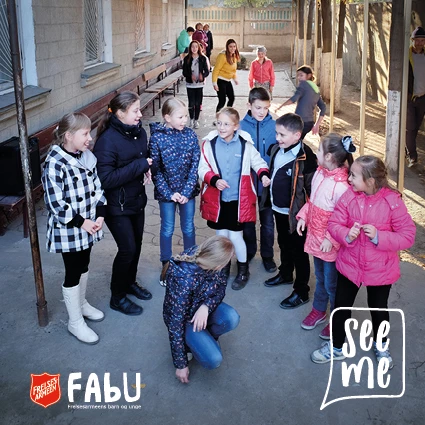 see
me
FRELSES
ARMEEN
FAbU
Frelsesarmeens barn og unge